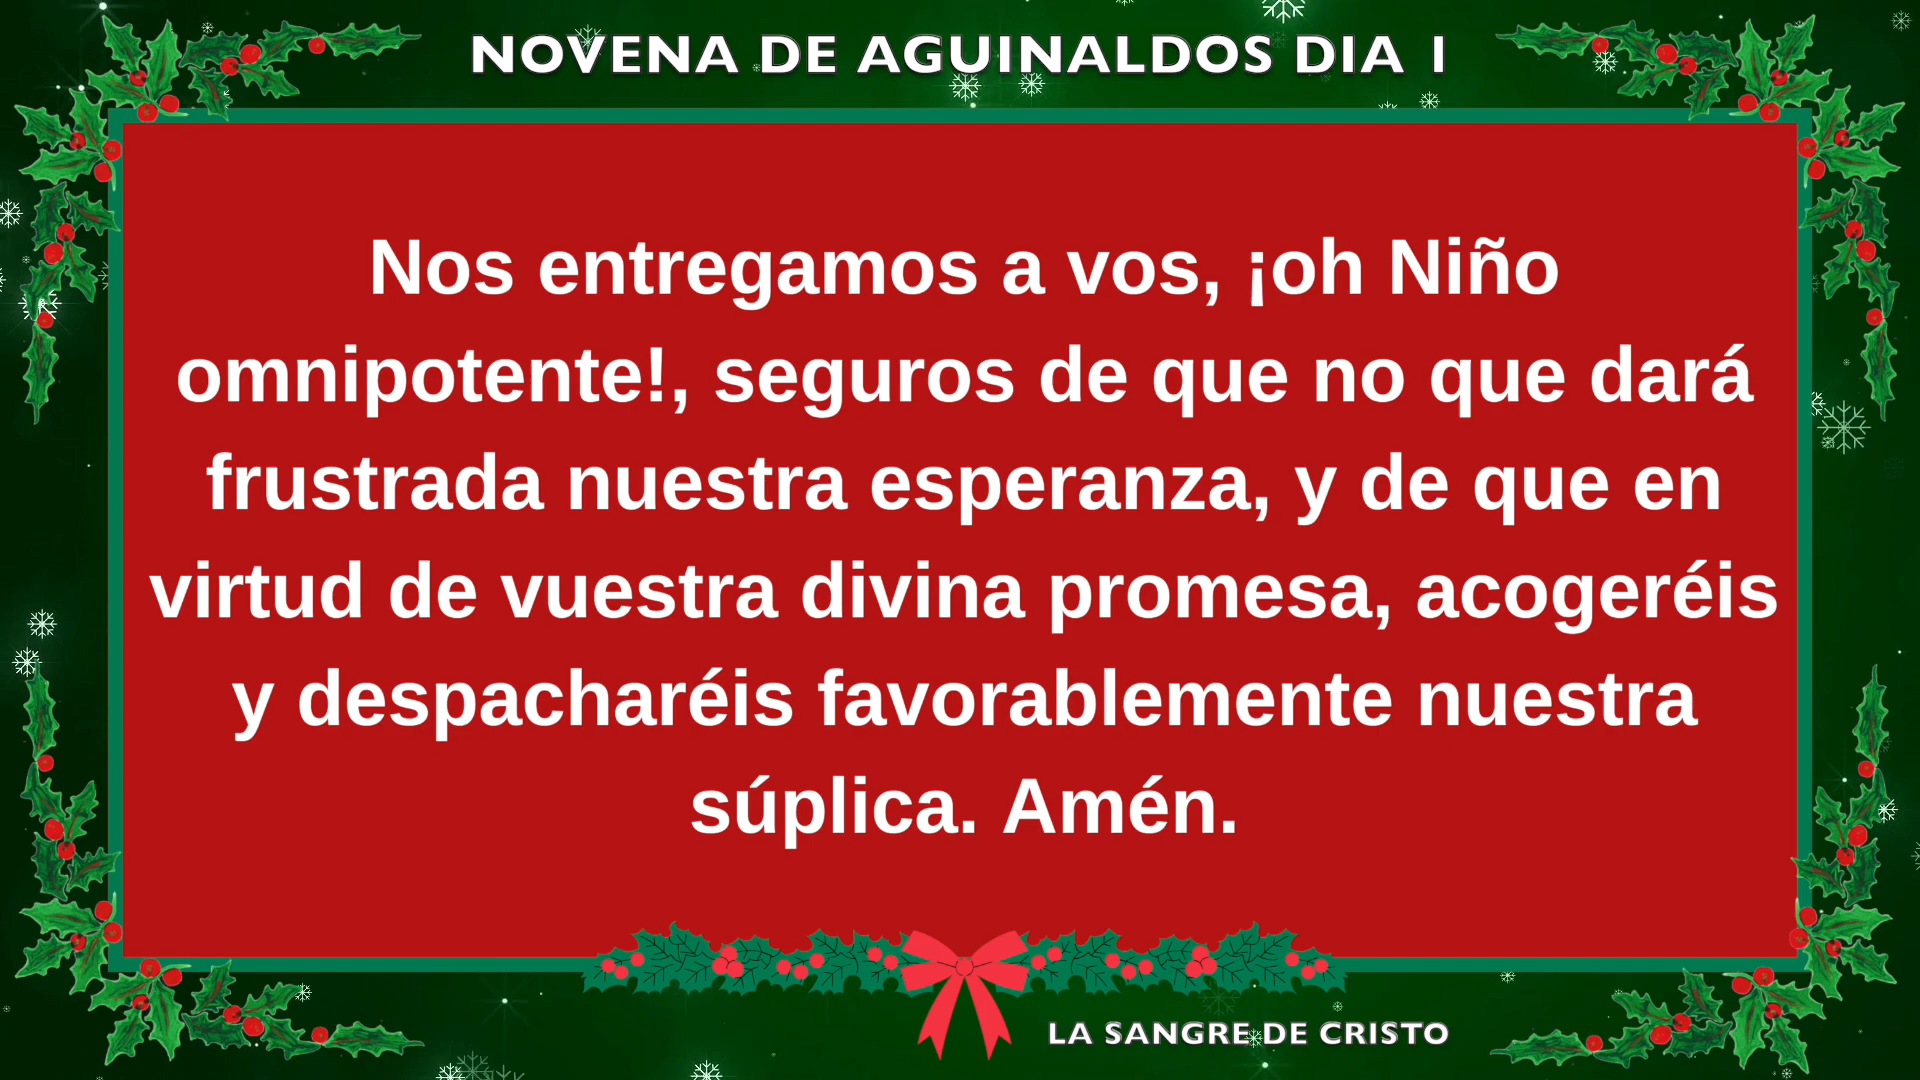 NOVENA DE AGUINALDOS DIA 1
Nos entregamos a vos, ¡oh Niño
omnipotente!, seguros de que no que dará
frustrada nuestra esperanza, y de que en
virtud de vuestra divina promesa, acogeréis
y despacharéis favorablemente nuestra
súplica. Amén.
LA SANGRE DE CRISTO